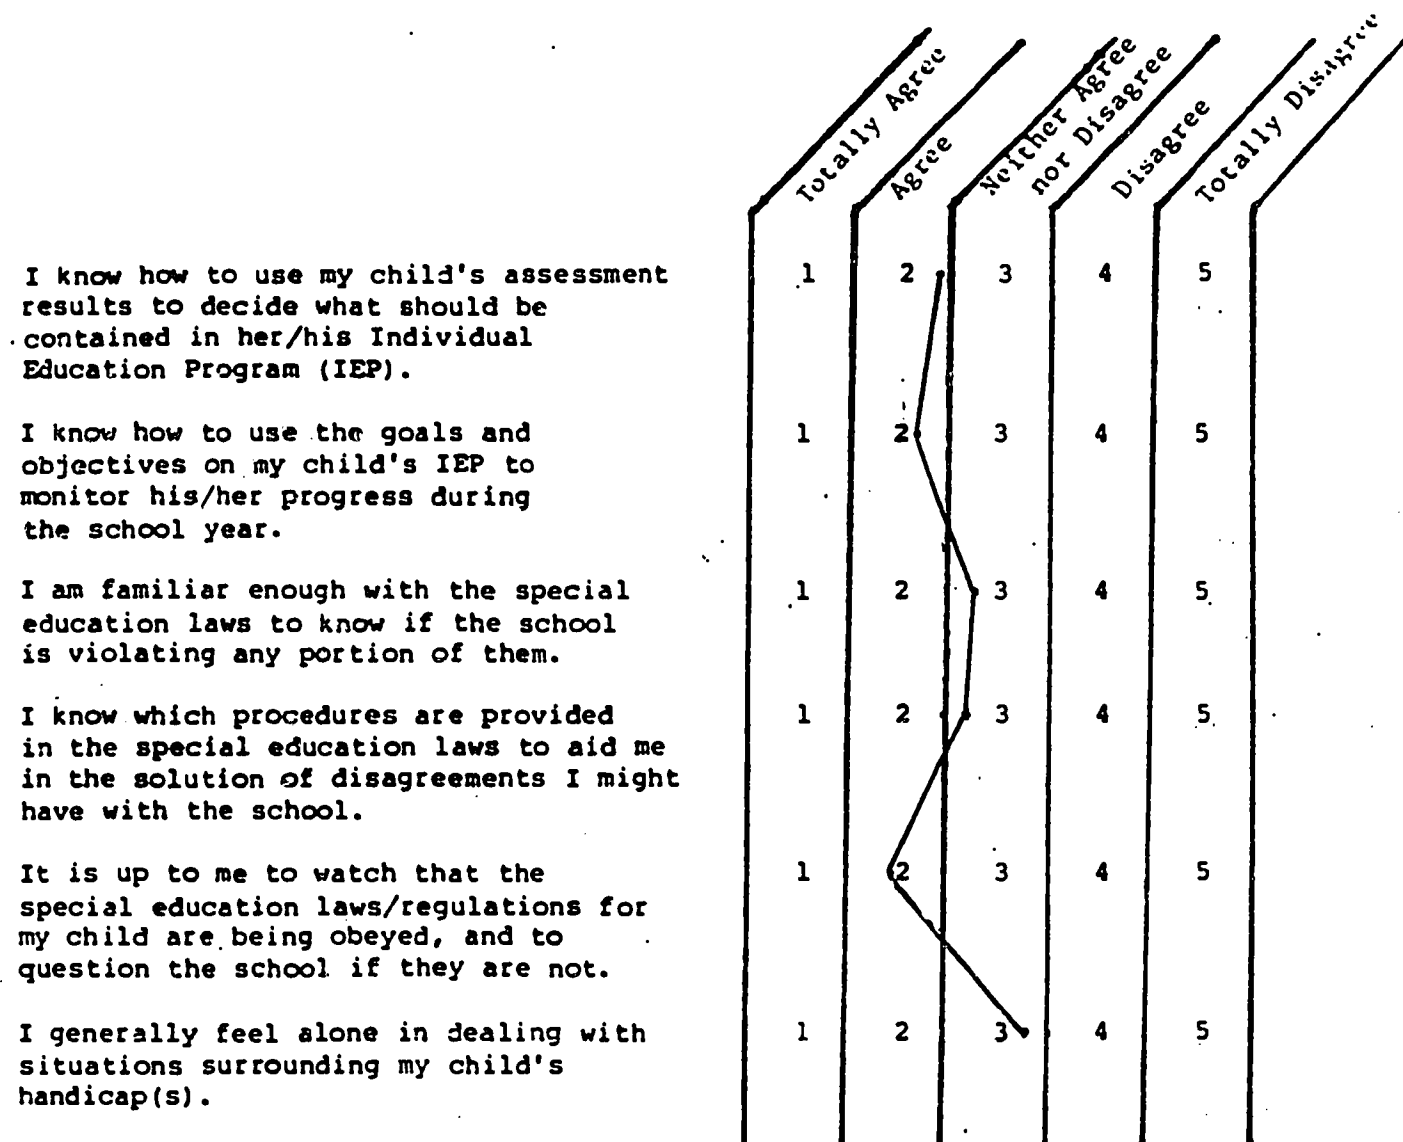 Totally Agree
Agree
Neither Agree
nor Disagree
Disagree
Totally Disagree
I know how to use my child's assessment 1 2 3 4 5
results to decide what should be
contained in her/his Individual
Education Program (IEP).
I know how to use the goals and 1 2 3 4 5
objectives on my child's IEP to
monitor his/her progress during
the school year.
I am familiar enough with the special 1 2 3 4 5
education laws to know if the school
is violating any portion of them.
I know which procedures are provided 1 2 3 4 5
in the special education laws to aid me
in the solution of disagreements I might
have with the school.
It is up to me to watch that the 1 2 3 4 5
special education laws/regulations for
my child are being obeyed, and to
question the school if they are not.
I generally feel alone in dealing with 1 2 3 4 5
situations surrounding my child's
handicap(s).